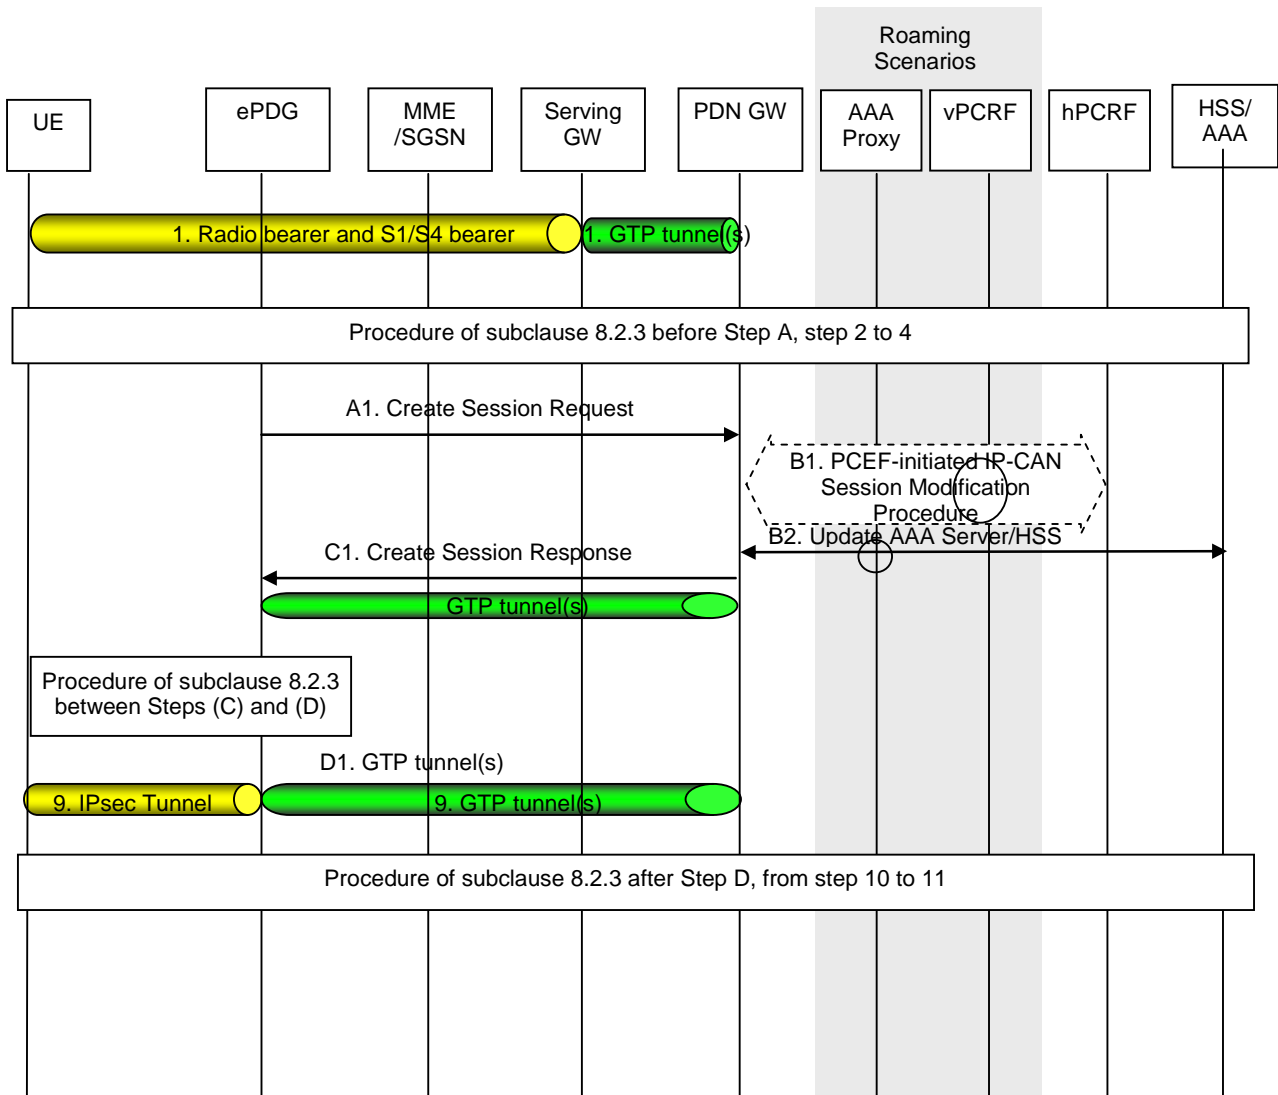 Roaming
Scenarios
UE
ePDG
MME
/SGSN
Serving
GW
PDN GW
AAA
Proxy
vPCRF
hPCRF
HSS/
AAA
1. Radio bearer and S1/S4 bearer
1. GTP tunnel(s)
Procedure of subclause 8.2.3 before Step A, step 2 to 4
A1. Create Session Request
B1. PCEF-initiated IP-CAN
Session Modification
Procedure
B2. Update AAA Server/HSS
C1. Create Session Response
GTP tunnel(s)
Procedure of subclause 8.2.3
between Steps (C) and (D)
D1. GTP tunnel(s)
9. IPsec Tunnel
9. GTP tunnel(s)
Procedure of subclause 8.2.3 after Step D, from step 10 to 11